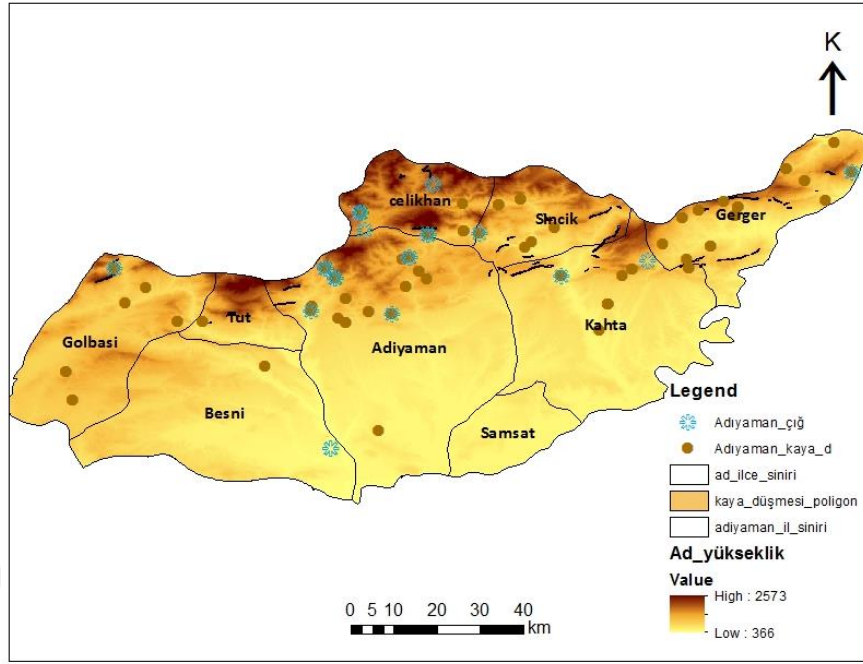 K
celikhan
Sincik
Gerger
Tut
Golbasi
Kahta
Adiyaman
Besni
Samsat
Legend
Adıyaman_çığ
Adıyaman_kaya_d
ad_ilce_siniri
kaya_düşmesi_poligon
adiyaman_il_siniri
Ad_yükseklik
Value
High : 2573
Low : 366
0 5 10 20 30 40
km